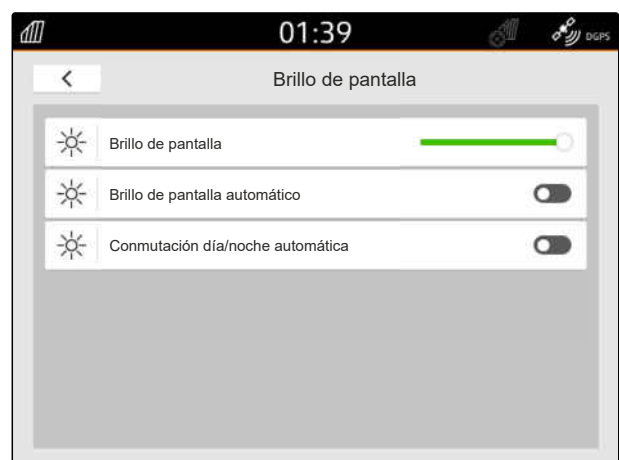 01:39
DGPS
Brillo de pantalla
Brillo de pantalla
Brillo de pantalla automático
Conmutación día/noche automática